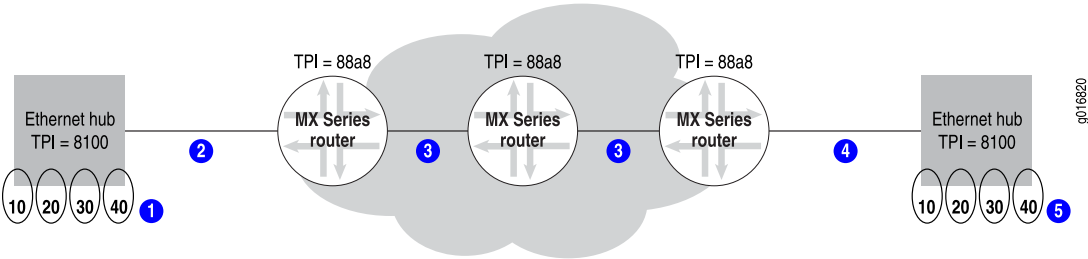 TPI = 88a8
TPI = 88a8
TPI = 88a8
Ethernet hub
TPI = 8100
MX Series
router
MX Series
router
MX Series
router
Ethernet hub
TPI = 8100
2
3
3
4
10
20
30
40
1
10
20
30
40
5
g016820